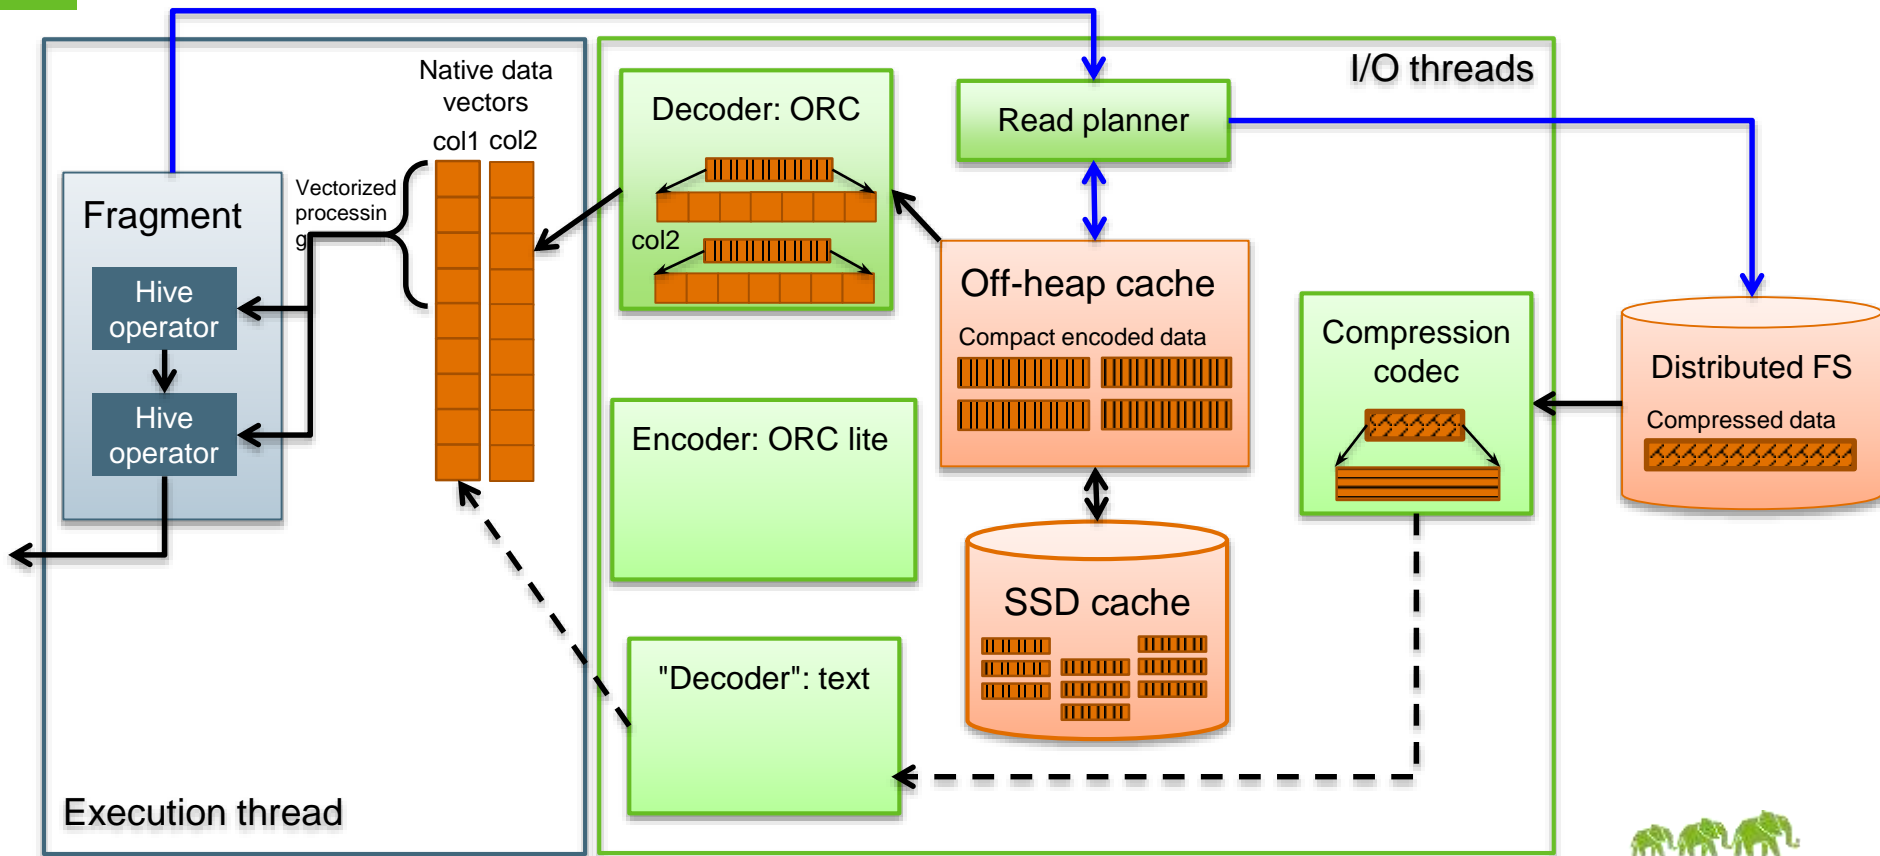 I/O threads
Native data
vectors
col1 col2
Vectorized
processin
g
Fragment
Hive
operator
Hive
operator
Execution thread
Decoder: ORC
col2
Read planner
Off-heap cache
Compact encoded data
Encoder: ORC lite
SSD cache
"Decoder": text
Compression
codec
Distributed FS
Compressed data